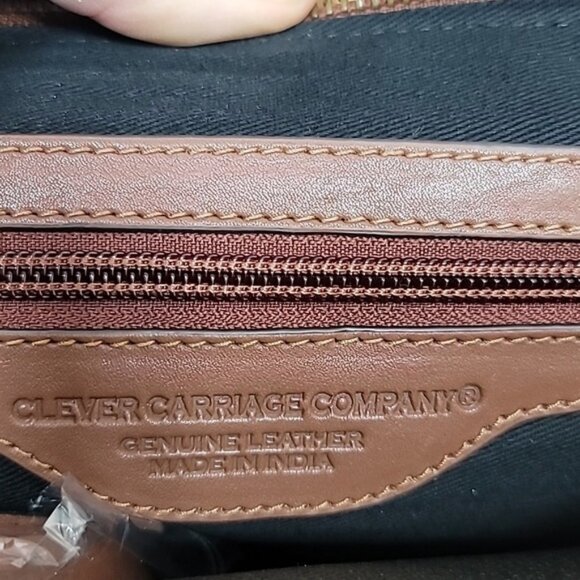 CLEVER CARRIAGE COMPANY®
GENUINE LEATHER
MADE IN INDIA